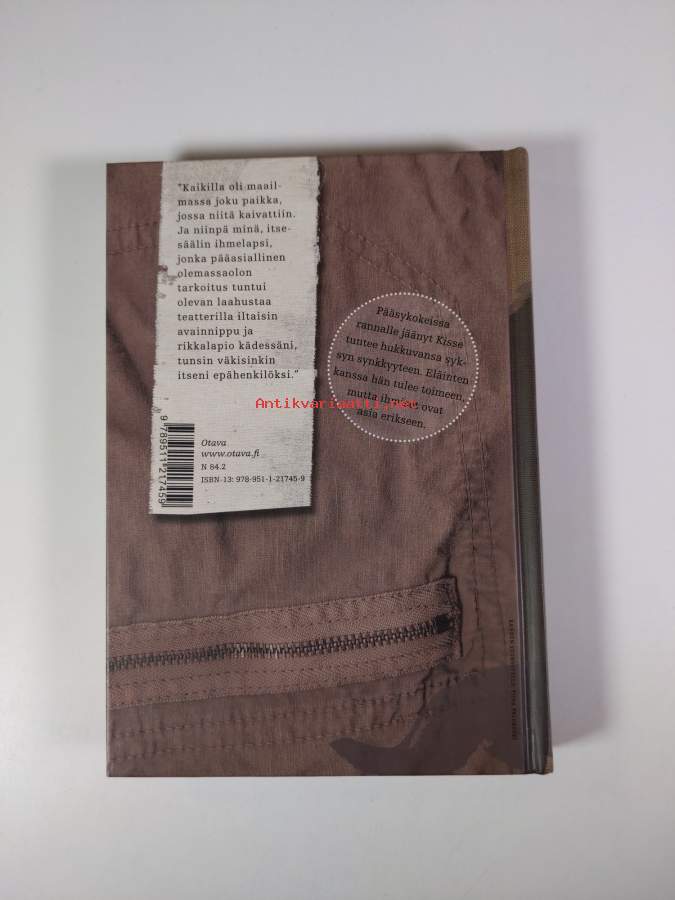 "Kaikilla oli maail-
massa joku paikka,
jossa niitä kaivattiin.
Ja niinpä minä, itse-
säälin ihmelapsi,
jonka pääasiallinen
olemassaolon
tarkoitus tuntui
olevan laahustaa
teatterilla iltaisin
avainnippu ja
rikkalapio kädessäni,
tunsin väkisinkin
itseni epähenkilöksi."
Pääsykokeissa
rannalle jäänyt Kisse
tuntee hukkuvansa syk-
syn synkkyyteen. Eläinten
kanssa hän tulee toimeen,
mutta ihmiset ovat
asia erikseen.
Antikvariaatti.net
9 789511 217459
Otava
www.otava.fi
N 84.2
ISBN-13: 978-951-1-21745-9